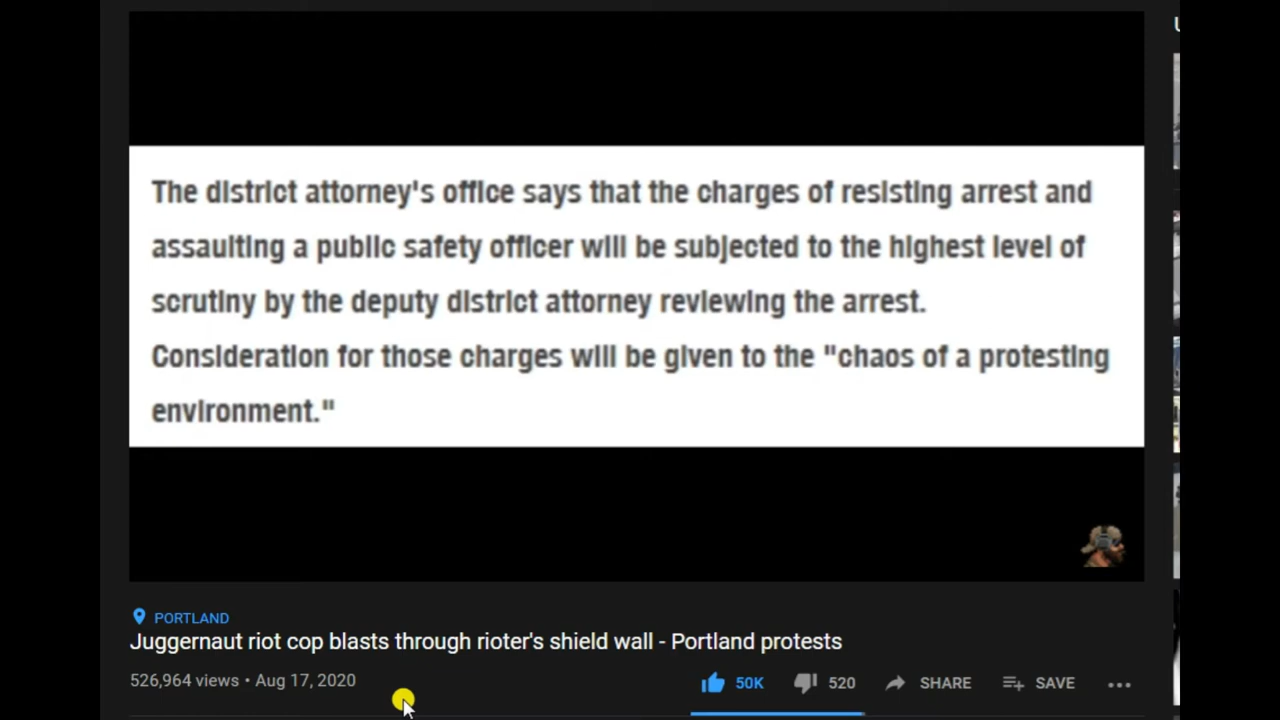 The district attorney's office says that the charges of resisting arrest and
assaulting a public safety officer will be subjected to the highest level of
scrutiny by the deputy district attorney reviewing the arrest.
Consideration for those charges will be given to the "chaos of a protesting
environment."
PORTLAND
Juggernaut riot cop blasts through rioter's shield wall - Portland protests
526,964 views • Aug 17, 2020 50K 520 SHARE SAVE